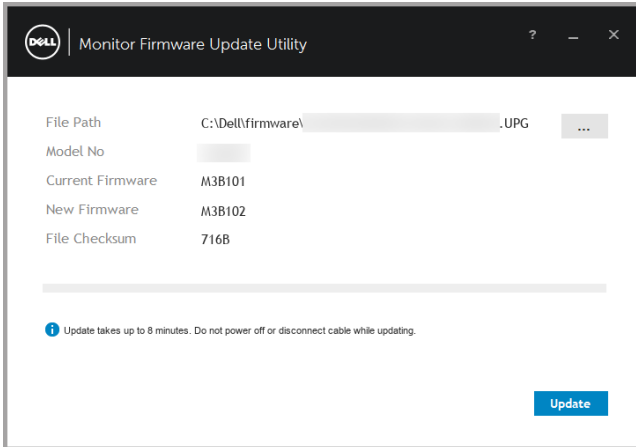 DELL Monitor Firmware Update Utility ? _ ×
File Path C:\Dell\firmware\ .UPG ...
Model No
Current Firmware M3B101
New Firmware M3B102
File Checksum 716B
i Update takes up to 8 minutes. Do not power off or disconnect cable while updating.
Update